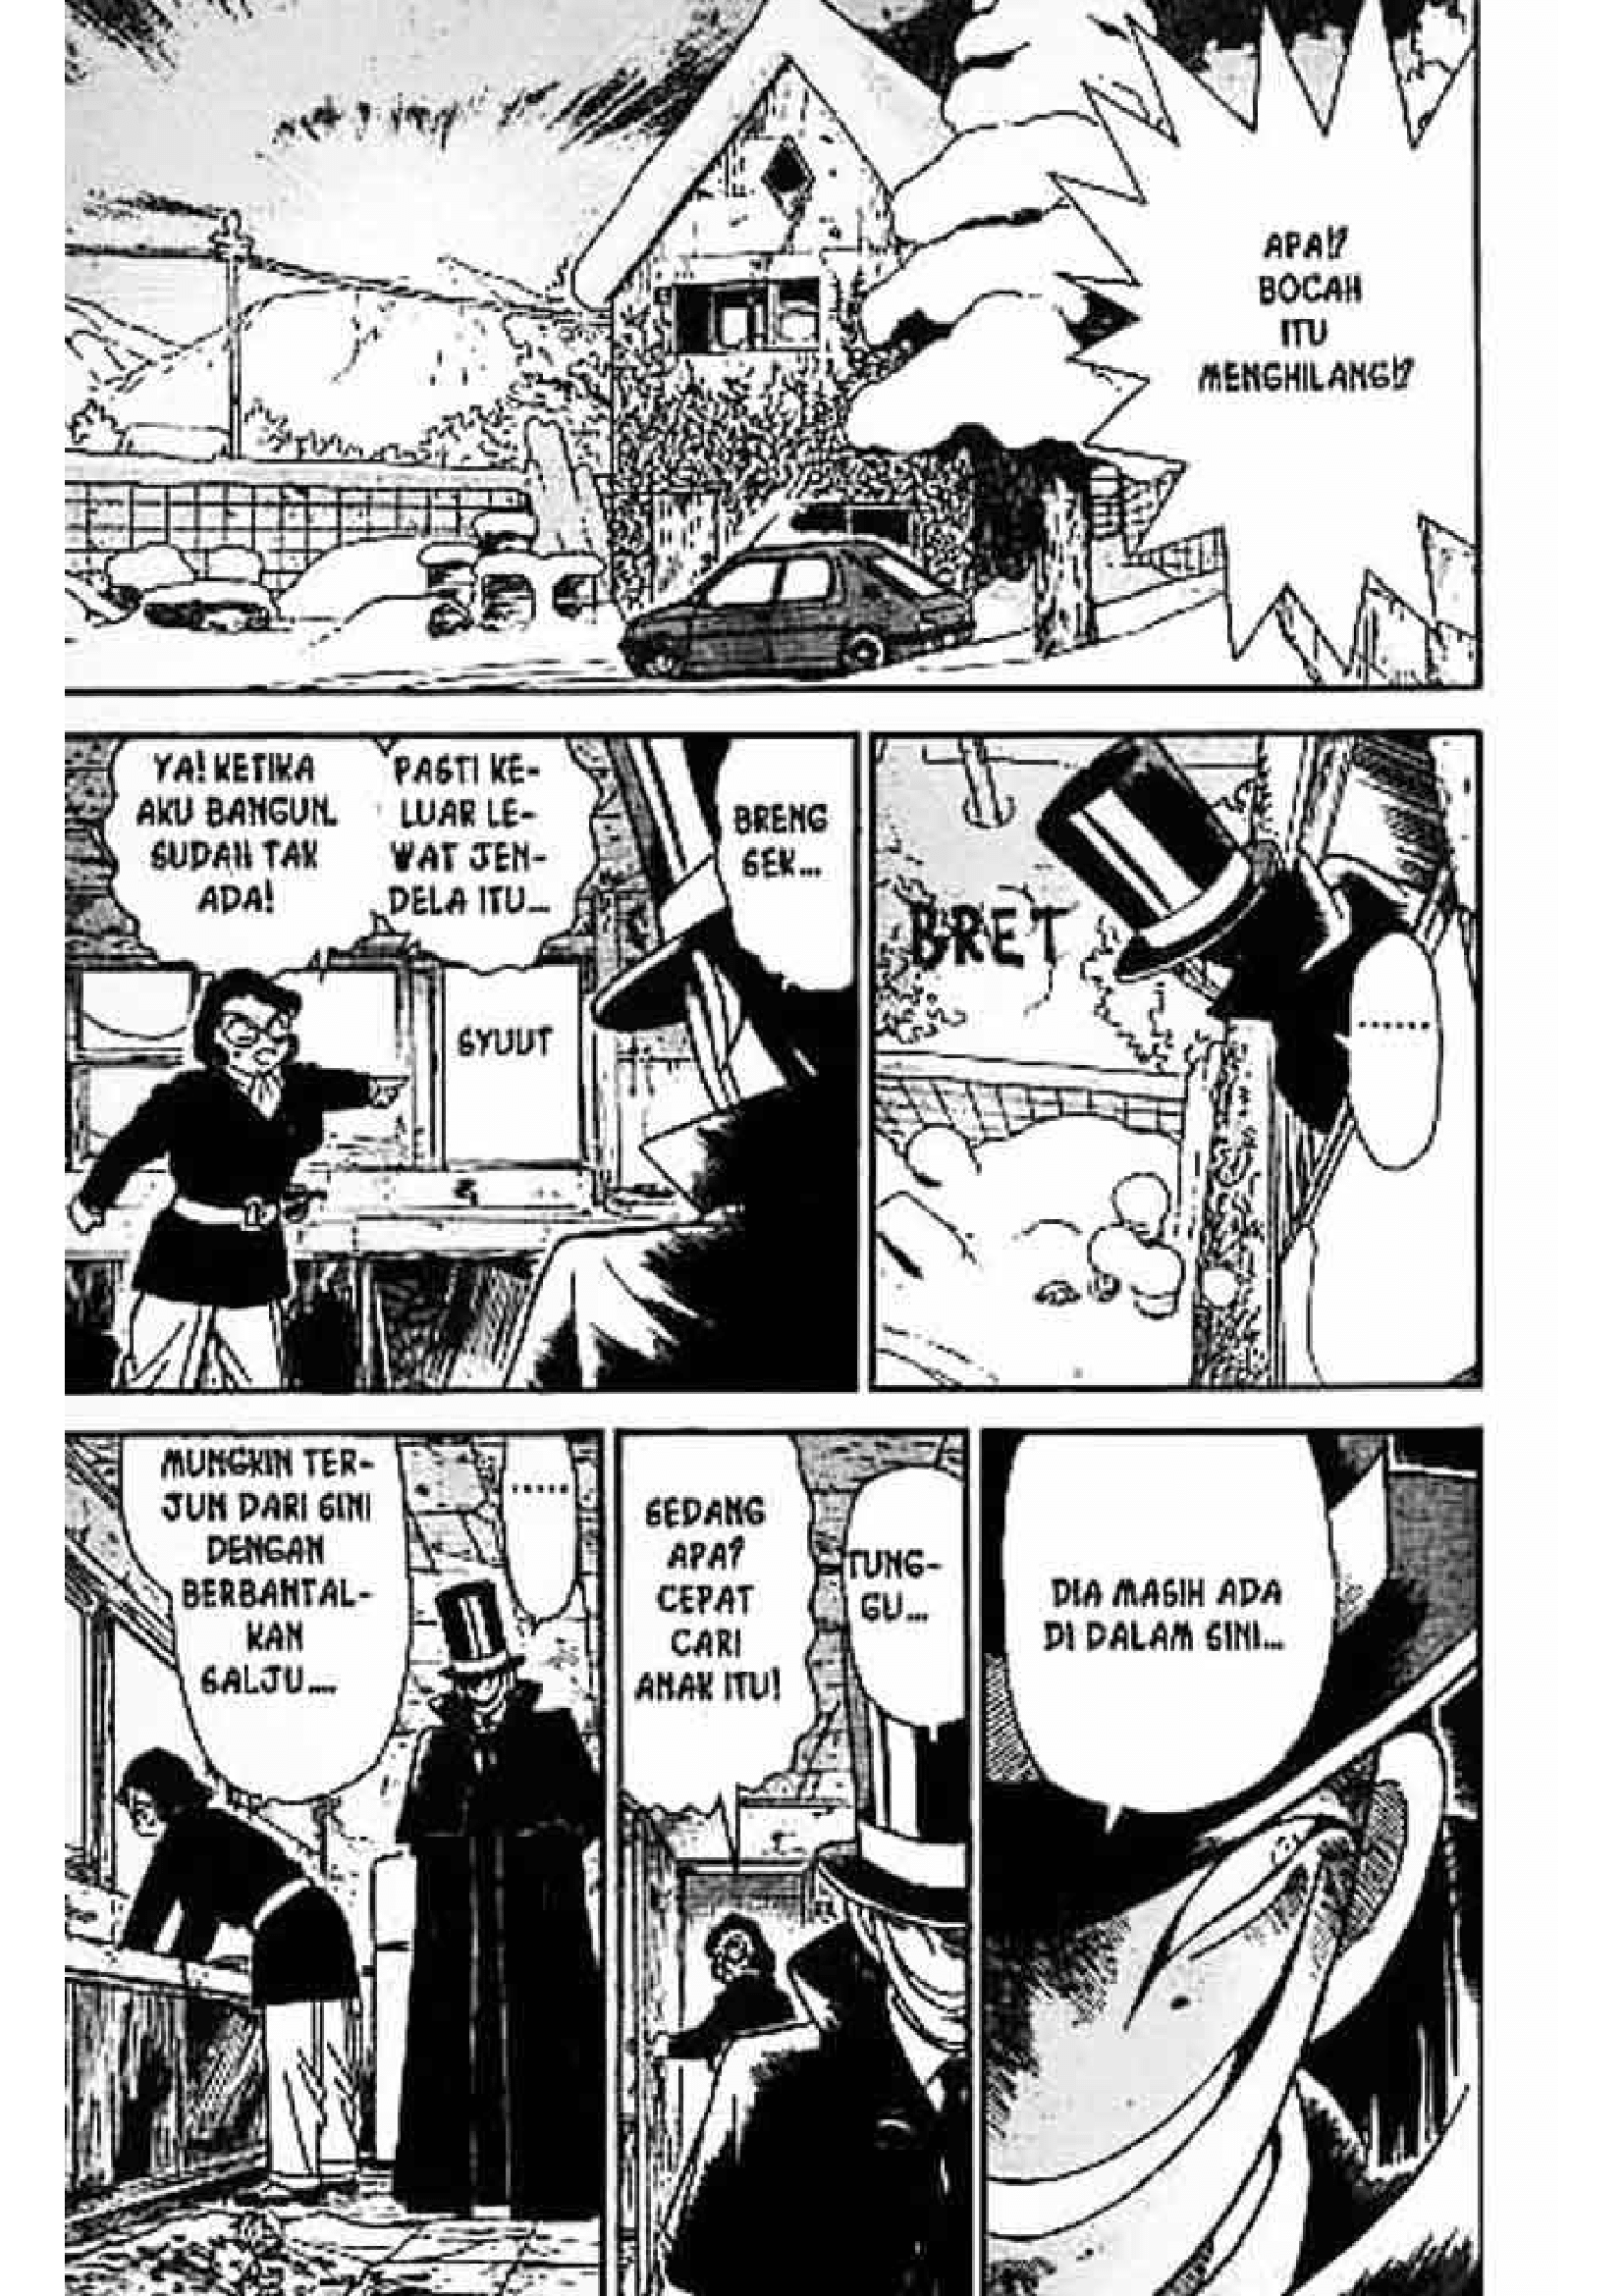 APA!?
BOCAH
ITU
MENGHILANG!?
YA! KETIKA
AKU BANGUN.
SUDAH TAK
ADA!
PASTI KE-
LUAR LE-
WAT JEN-
DELA ITU...
SYUUT
BRENG
SEK...
BRET
.......
MUNGKIN TER-
JUN DARI SINI
DENGAN
BERBANTAL-
KAN
SALJU....
.....
SEDANG
APA?
CEPAT
CARI
ANAK ITU!
TUNG-
GU...
DIA MASIH ADA
DI DALAM SINI...